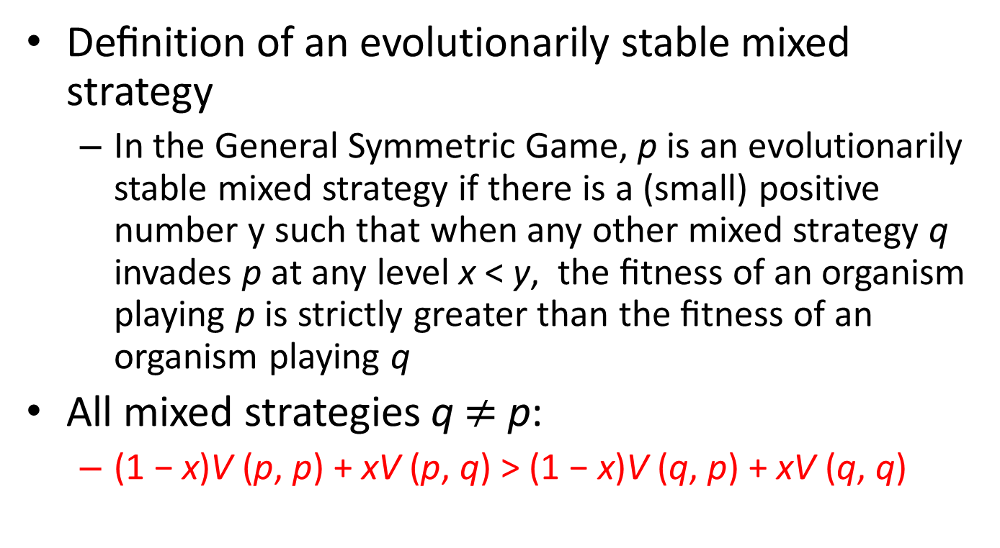 • Definition of an evolutionarily stable mixed
strategy
– In the General Symmetric Game, p is an evolutionarily
stable mixed strategy if there is a (small) positive
number y such that when any other mixed strategy q
invades p at any level x < y, the fitness of an organism
playing p is strictly greater than the fitness of an
organism playing q
• All mixed strategies q ≠ p:
– (1 − x)V (p, p) + xV (p, q) > (1 − x)V (q, p) + xV (q, q)